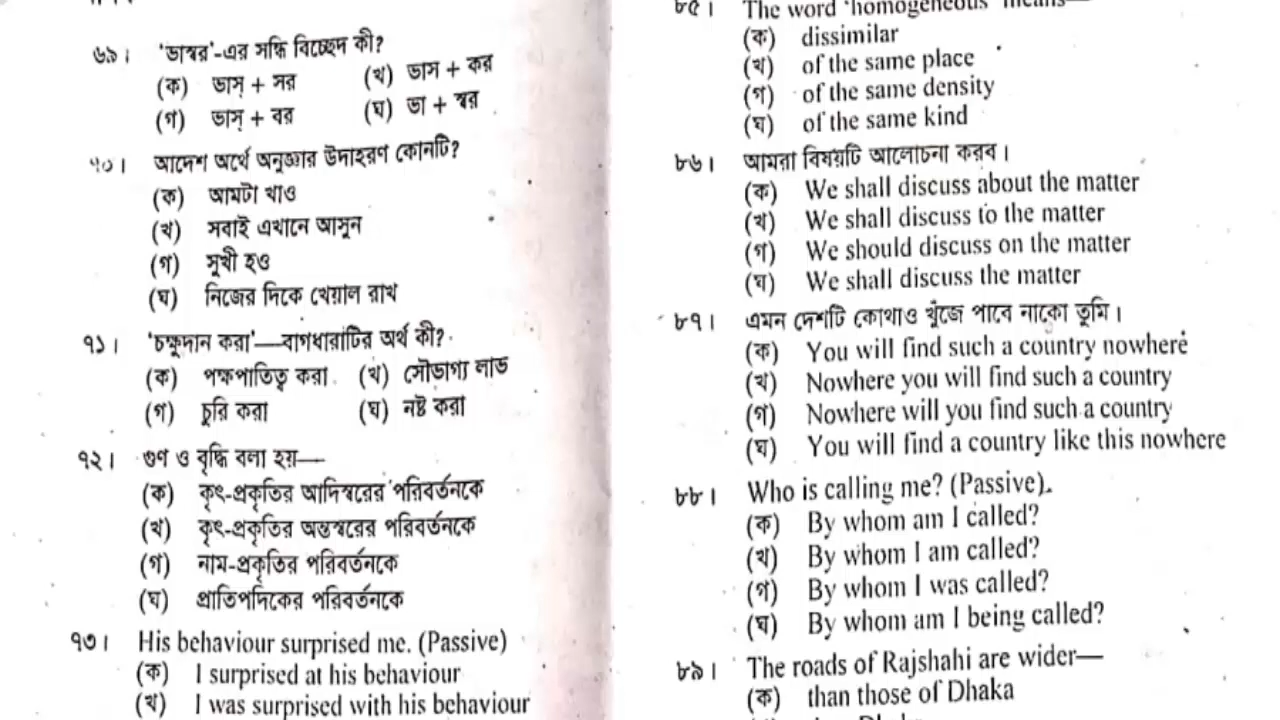 ৬৯। 'ভাস্বর'-এর সন্ধি বিচ্ছেদ কী?
(ক) ভাস্ + সর (খ) ভাস + কর
(গ) ভাস্ + বর (ঘ) ভা + স্বর
৭০। আদেশ অর্থে অনুজ্ঞার উদাহরণ কোনটি?
(ক) আমটা খাও
(খ) সবাই এখানে আসুন
(গ) সুখী হও
(ঘ) নিজের দিকে খেয়াল রাখ
৭১। 'চক্ষুদান করা'—বাগধারাটির অর্থ কী?
(ক) পক্ষপাতিত্ব করা (খ) সৌভাগ্য লাভ
(গ) চুরি করা (ঘ) নষ্ট করা
৭২। গুণ ও বৃদ্ধি বলা হয়—
(ক) কৃৎ-প্রকৃতির আদিস্বরের পরিবর্তনকে
(খ) কৃৎ-প্রকৃতির অন্তস্বরের পরিবর্তনকে
(গ) নাম-প্রকৃতির পরিবর্তনকে
(ঘ) প্রাতিপদিকের পরিবর্তনকে
৭৩। His behaviour surprised me. (Passive)
(ক) I surprised at his behaviour
(খ) I was surprised with his behaviour
৮৫। The word 'homogeneous' means—
(ক) dissimilar
(খ) of the same place
(গ) of the same density
(ঘ) of the same kind
৮৬। আমরা বিষয়টি আলোচনা করব।
(ক) We shall discuss about the matter
(খ) We shall discuss to the matter
(গ) We should discuss on the matter
(ঘ) We shall discuss the matter
৮৭। এমন দেশটি কোথাও খুঁজে পাবে নাকো তুমি।
(ক) You will find such a country nowhere
(খ) Nowhere you will find such a country
(গ) Nowhere will you find such a country
(ঘ) You will find a country like this nowhere
৮৮। Who is calling me? (Passive).
(ক) By whom am I called?
(খ) By whom I am called?
(গ) By whom I was called?
(ঘ) By whom am I being called?
৮৯। The roads of Rajshahi are wider—
(ক) than those of Dhaka